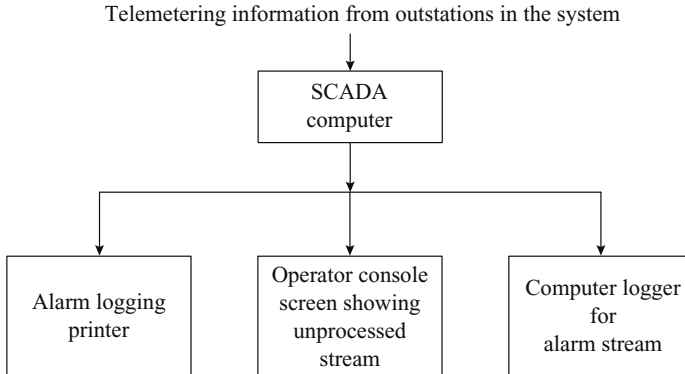 Telemetering information from outstations in the system
SCADA
computer
Alarm logging
printer
Operator console
screen showing
unprocessed
stream
Computer logger
for
alarm stream